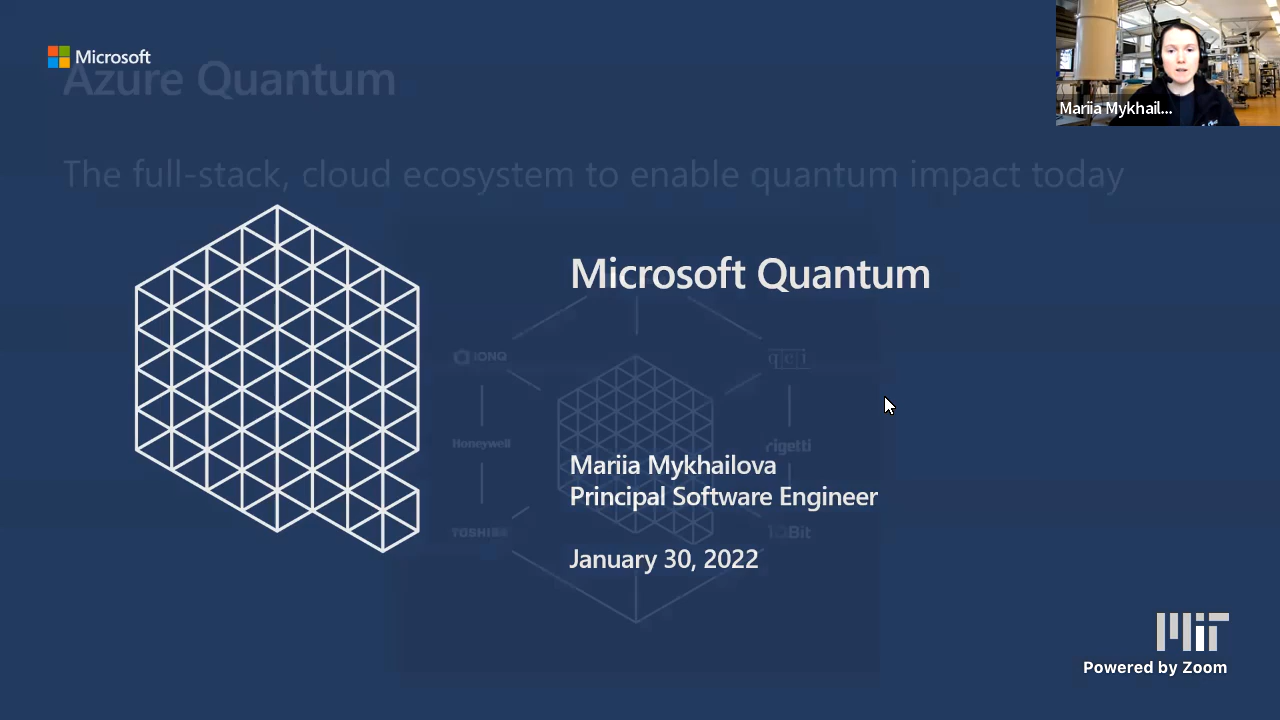 Microsoft
Azure Quantum
The full-stack, cloud ecosystem to enable quantum impact today
Mariia Mykhail...
Microsoft Quantum
IONQ
qci
Honeywell
rigetti
Mariia Mykhailova
Principal Software Engineer
TOSHIBA
1QBit
January 30, 2022
MIT
Powered by Zoom